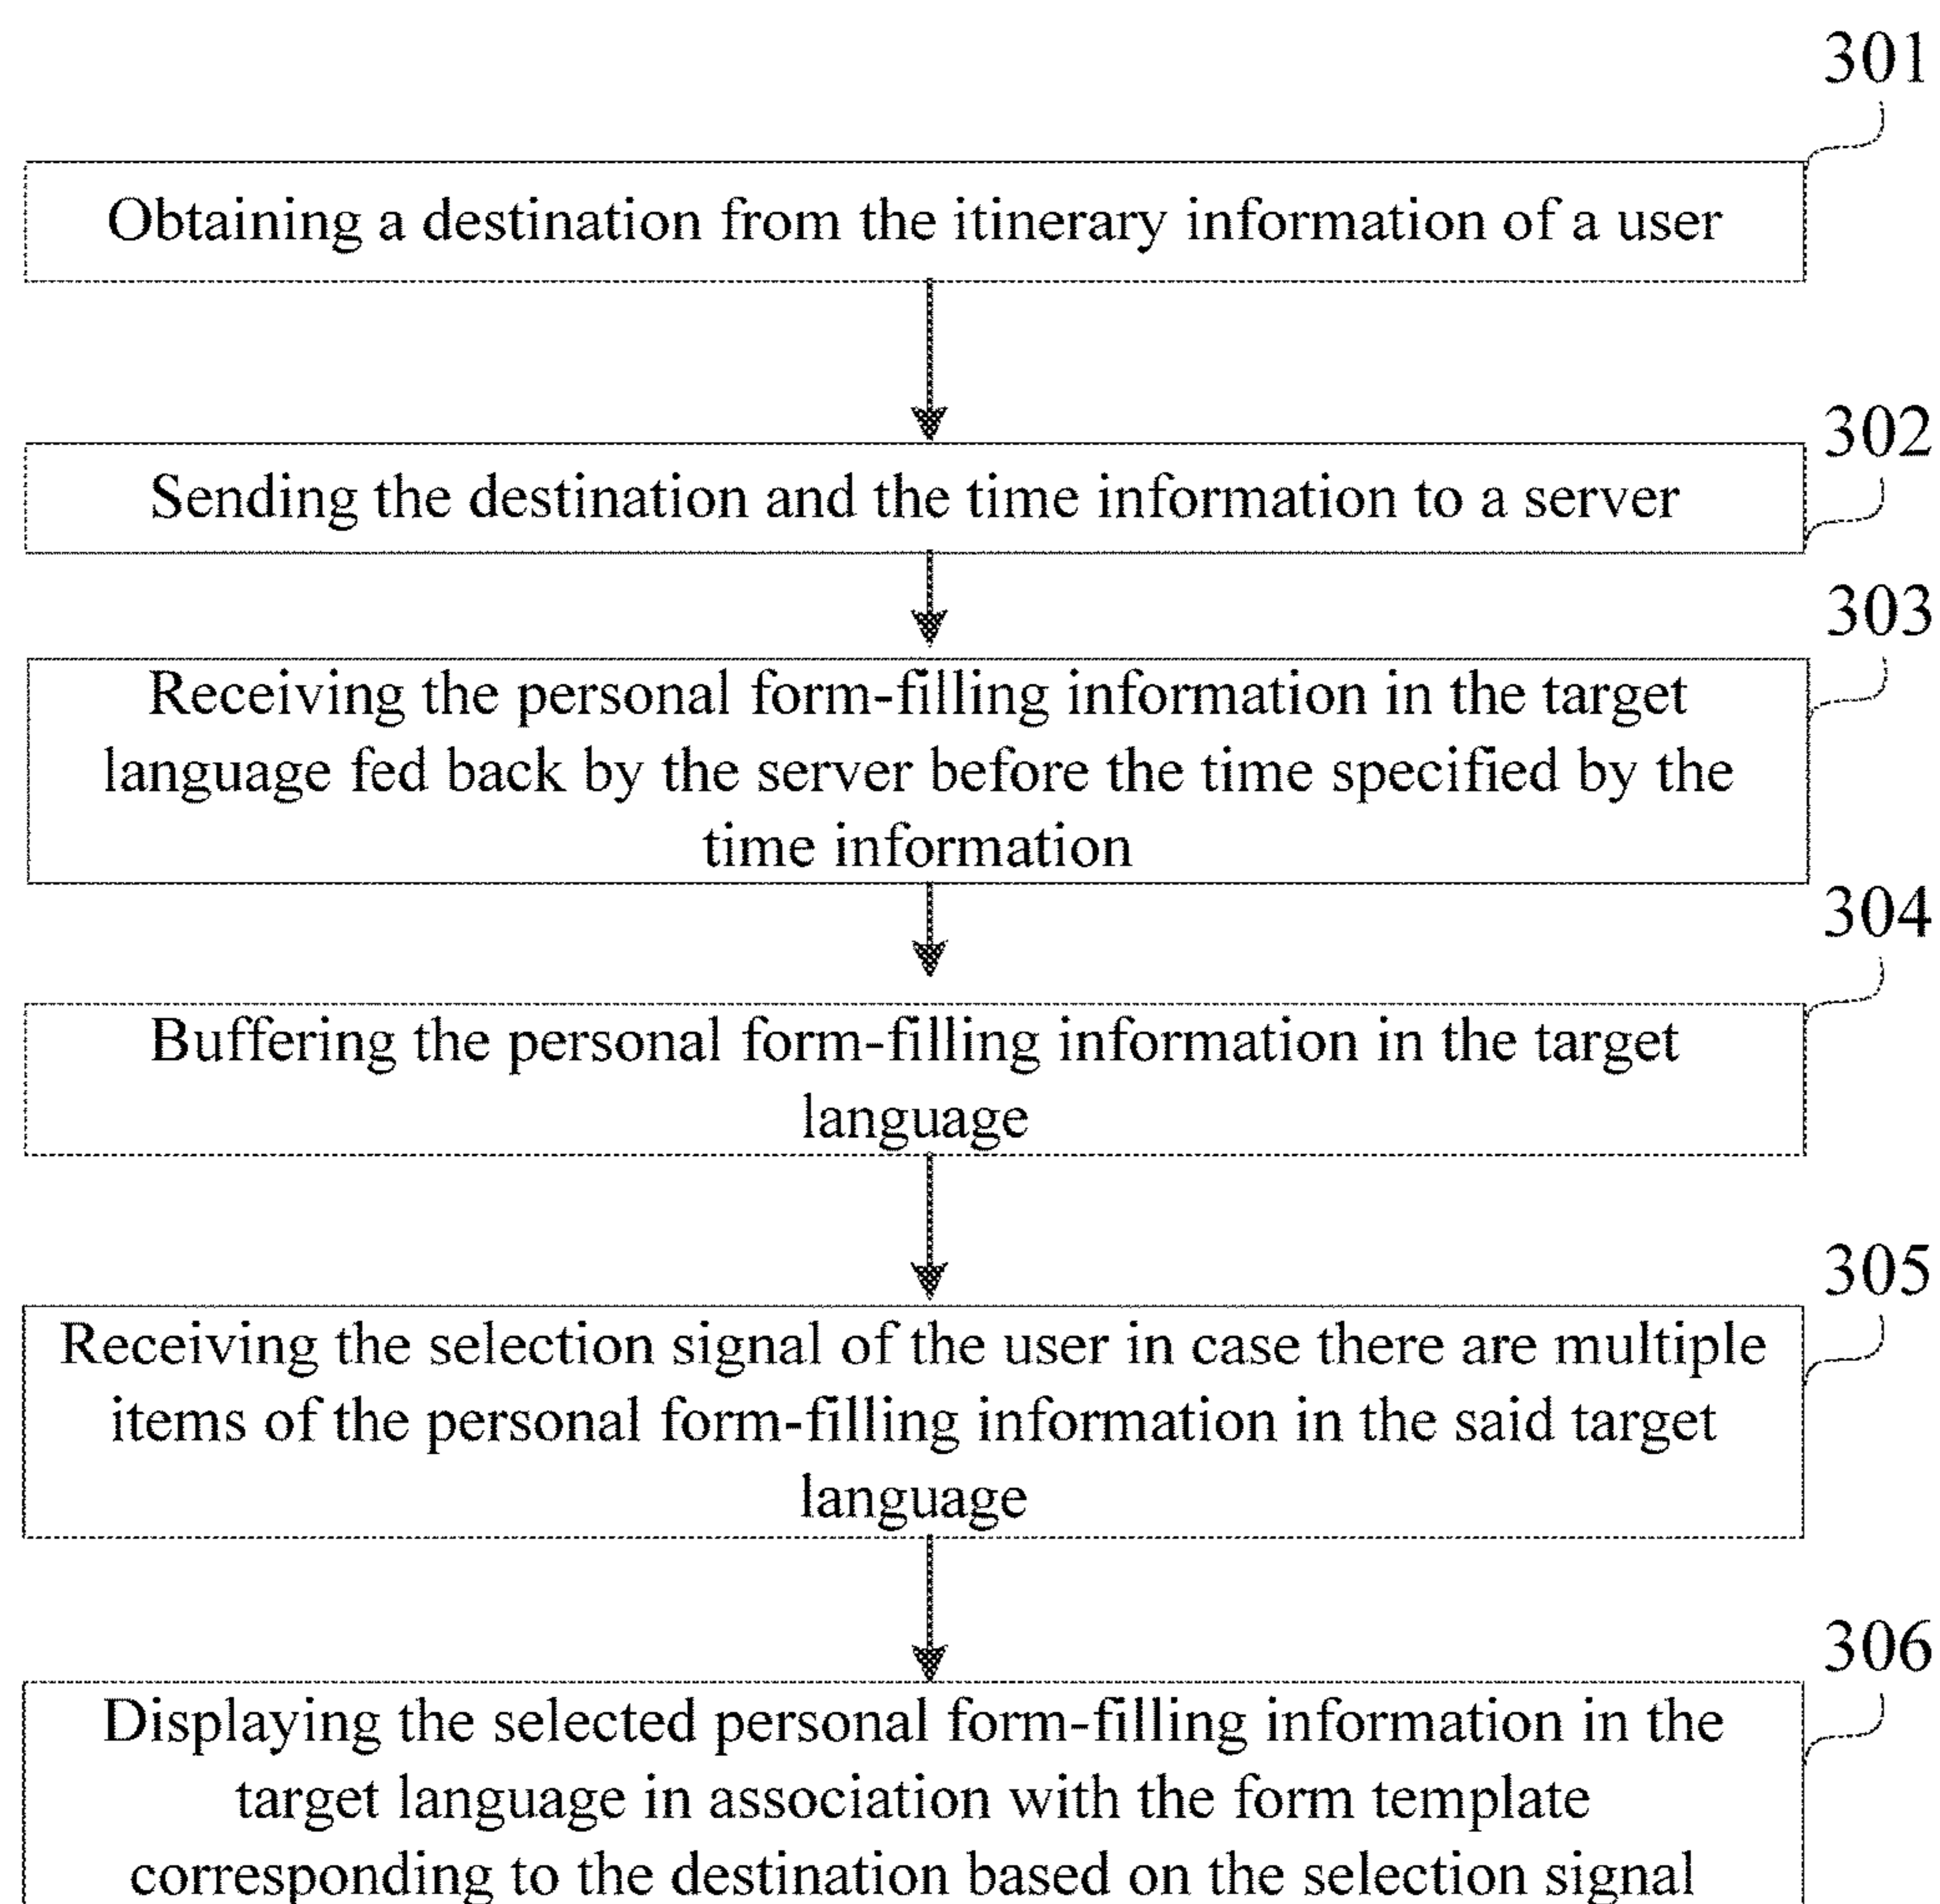 301
Obtaining a destination from the itinerary information of a user
302
Sending the destination and the time information to a server
303
Receiving the personal form-filling information in the target
language fed back by the server before the time specified by the
time information
304
Buffering the personal form-filling information in the target
language
305
Receiving the selection signal of the user in case there are multiple
items of the personal form-filling information in the said target
language
306
Displaying the selected personal form-filling information in the
target language in association with the form template
corresponding to the destination based on the selection signal